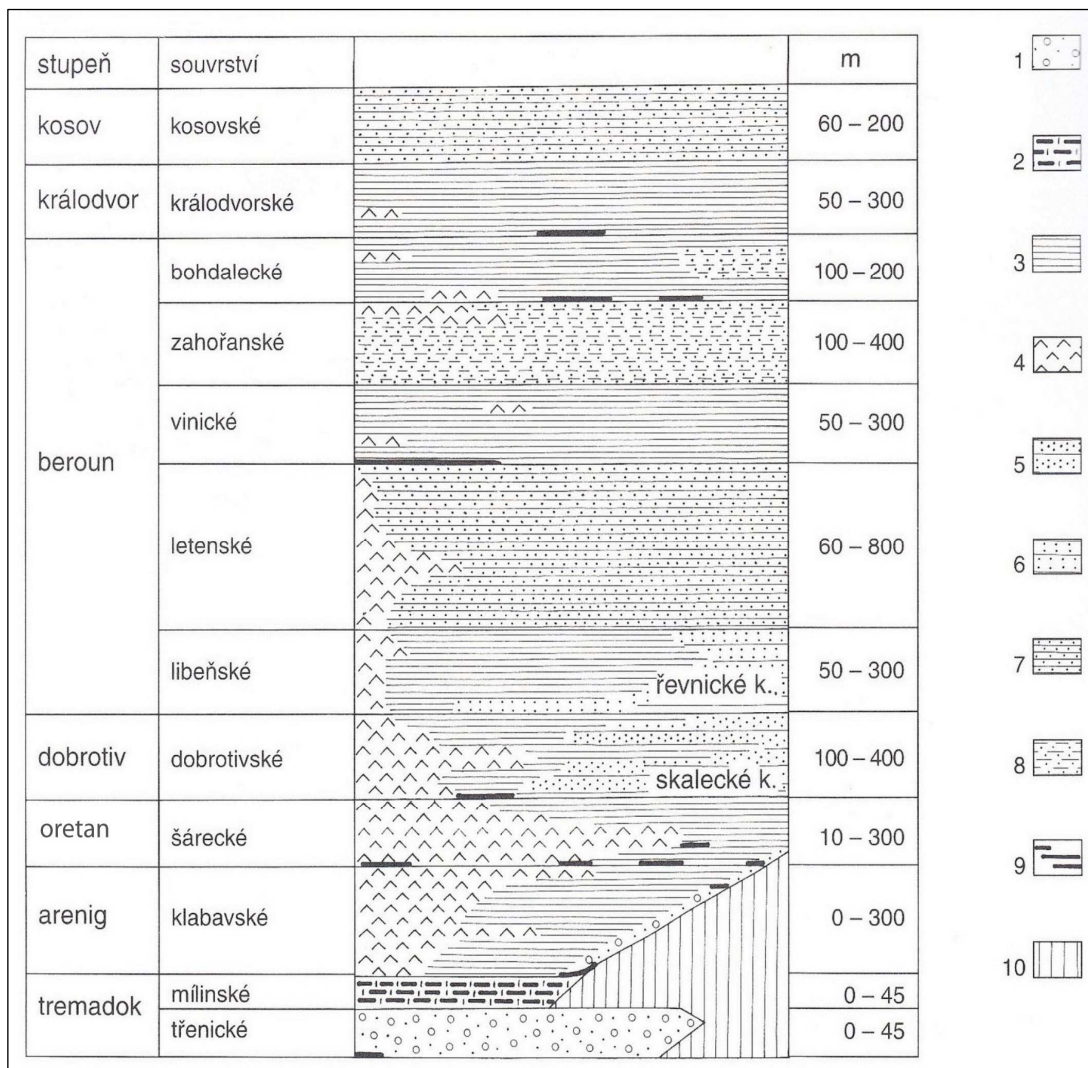 stupeň souvrství m
kosov kosovské 60 – 200
královdvor královdvorské 50 – 300
bohdalecké 100 – 200
zahořanské 100 – 400
vinické 50 – 300
beroun
letenské 60 – 800
libeňské řevnické k. 50 – 300
dobrotiv dobrotivské skalecké k. 100 – 400
oretan šárecké 10 – 300
arenig klabavské 0 – 300
tremadok mílinské 0 – 45
třenické 0 – 45
1
2
3
4
5
6
7
8
9
10